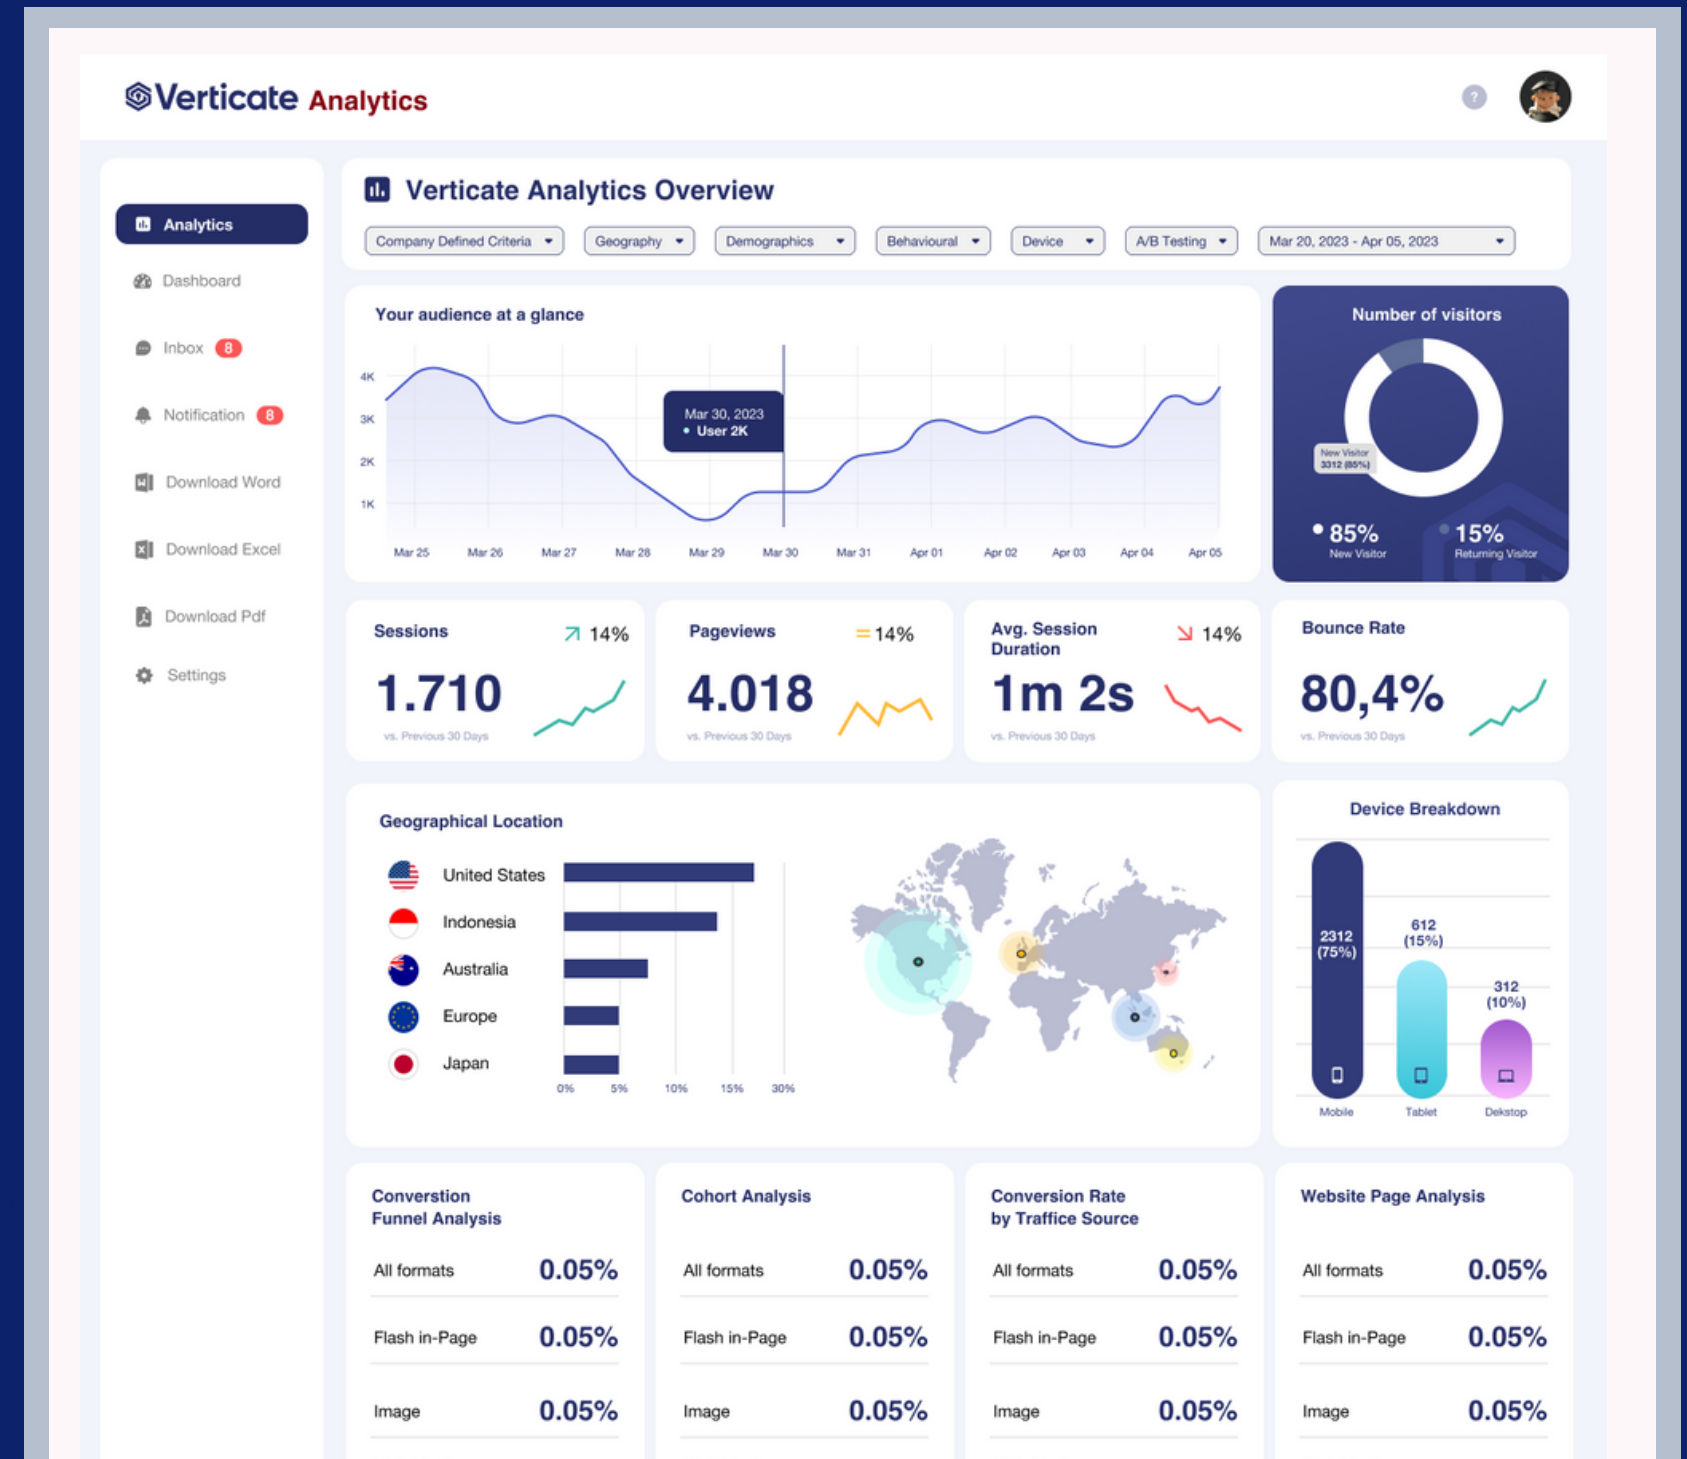 Verticate Analytics
?
Analytics
Dashboard
Inbox 8
Notification 8
Download Word
Download Excel
Download Pdf
Settings
Verticate Analytics Overview
Company Defined Criteria
Geography
Demographics
Behavioural
Device
A/B Testing
Mar 20, 2023 - Apr 05, 2023
Your audience at a glance
4K
3K
2K
1K
Mar 30, 2023
User 2K
Mar 25 Mar 26 Mar 27 Mar 28 Mar 29 Mar 30 Mar 31 Apr 01 Apr 02 Apr 03 Apr 04 Apr 05
Number of visitors
New Visitor
3312 (85%)
85%
New Visitor
15%
Returning Visitor
Sessions
14%
1.710
vs. Previous 30 Days
Pageviews
=14%
4.018
vs. Previous 30 Days
Avg. Session
Duration
14%
1m 2s
vs. Previous 30 Days
Bounce Rate
80,4%
vs. Previous 30 Days
Geographical Location
United States
Indonesia
Australia
Europe
Japan
0% 5% 10% 15% 30%
Device Breakdown
2312
(75%)
612
(15%)
312
(10%)
Mobile Tablet Dekstop
Converstion
Funnel Analysis
All formats 0.05%
Flash in-Page 0.05%
Image 0.05%
Cohort Analysis
All formats 0.05%
Flash in-Page 0.05%
Image 0.05%
Conversion Rate
by Traffice Source
All formats 0.05%
Flash in-Page 0.05%
Image 0.05%
Website Page Analysis
All formats 0.05%
Flash in-Page 0.05%
Image 0.05%